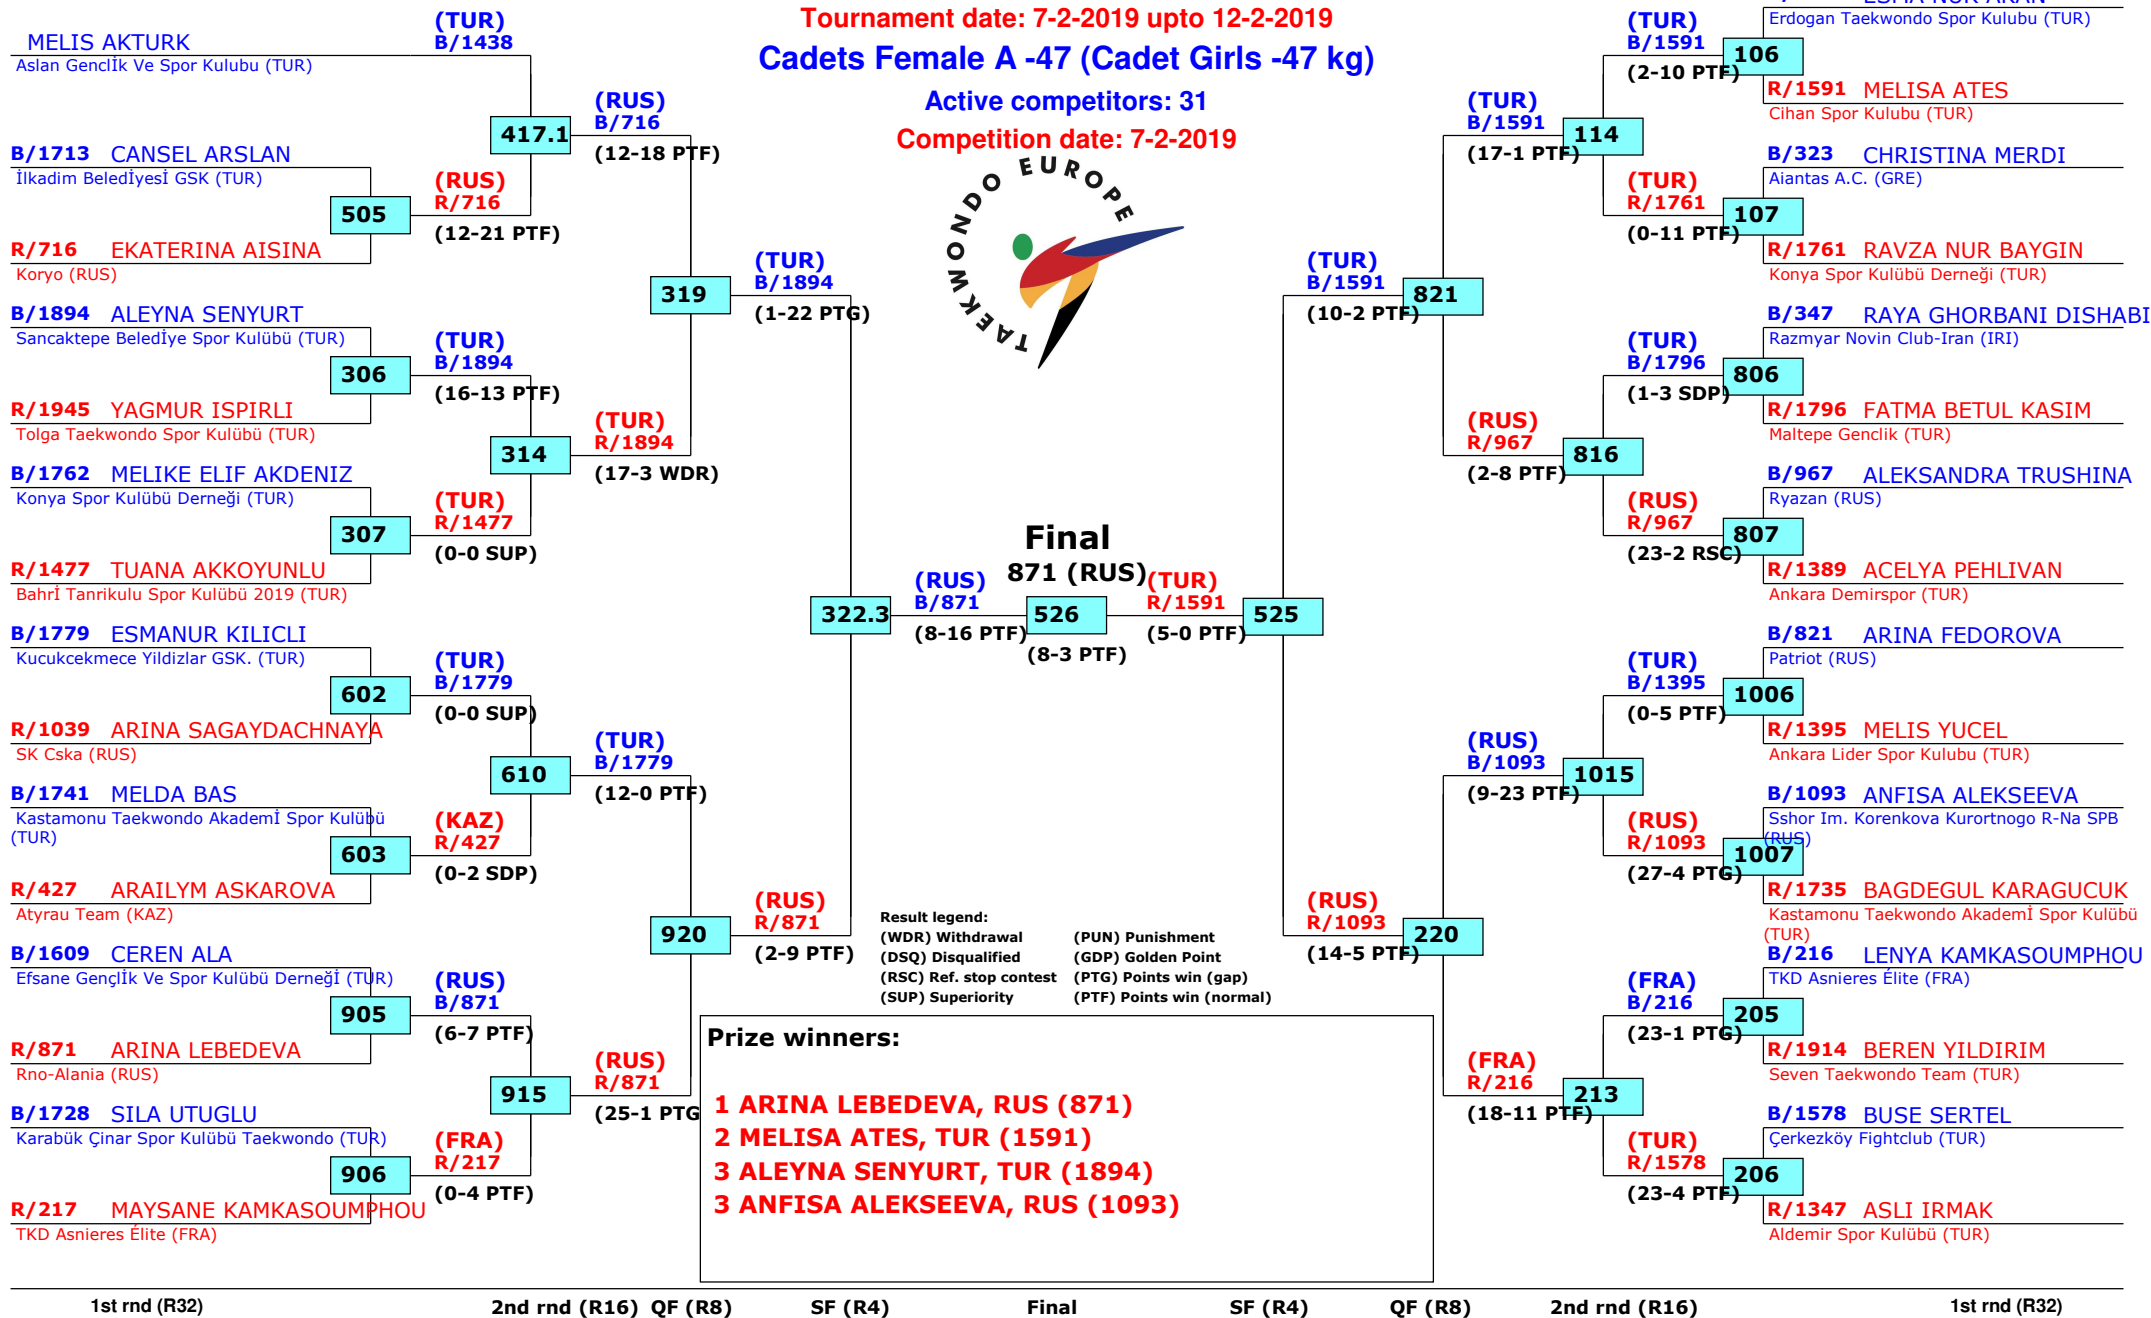 Tournament date: 7-2-2019 upto 12-2-2019
Cadets Female A -47 (Cadet Girls -47 kg)
Active competitors: 31
Competition date: 7-2-2019
TAEKWONDO EUROPE
MELIS AKTURK
Aslan Genclİk Ve Spor Kulubu (TUR)
B/1713 CANSEL ARSLAN
İlkadim Beledİyesİ GSK (TUR)
505
R/716 EKATERINA AISINA
Koryo (RUS)
B/1894 ALEYNA SENYURT
Sancaktepe Beledİye Spor Kulübü (TUR)
306
R/1945 YAGMUR ISPIRLI
Tolga Taekwondo Spor Kulübü (TUR)
B/1762 MELIKE ELIF AKDENIZ
Konya Spor Kulübü Derneği (TUR)
307
R/1477 TUANA AKKOYUNLU
Bahrİ Tanrikulu Spor Kulübü 2019 (TUR)
B/1779 ESMANUR KILICLI
Kucukcekmece Yildizlar GSK. (TUR)
602
R/1039 ARINA SAGAYDACHNAYA
SK Cska (RUS)
B/1741 MELDA BAS
Kastamonu Taekwondo Akademİ Spor Kulübü
(TUR)
603
R/427 ARAILYM ASKAROVA
Atyrau Team (KAZ)
B/1609 CEREN ALA
Efsane Gençlİk Ve Spor Kulübü Derneğİ (TUR)
905
R/871 ARINA LEBEDEVA
Rno-Alania (RUS)
B/1728 SILA UTUGLU
Karabük Çinar Spor Kulübü Taekwondo (TUR)
906
R/217 MAYSANE KAMKASOUMPHOU
TKD Asnieres Élite (FRA)
(TUR)
B/1438
417.1
(RUS)
R/716
(12-21 PTF)
(TUR)
B/1894
(16-13 PTF)
314
(TUR)
R/1477
(0-0 SUP)
(TUR)
B/1779
(0-0 SUP)
610
(KAZ)
R/427
(0-2 SDP)
(RUS)
B/871
(6-7 PTF)
915
(FRA)
R/217
(0-4 PTF)
(RUS)
B/716
(12-18 PTF)
319
(TUR)
R/1894
(17-3 WDR)
(TUR)
B/1779
(12-0 PTF)
920
(RUS)
R/871
(25-1 PTG
(TUR)
B/1894
(1-22 PTG)
322.3
(RUS)
R/871
(2-9 PTF)
(RUS)
B/871
(8-16 PTF)
Final
871 (RUS)
526
(8-3 PTF)
(TUR)
R/1591
(5-0 PTF)
525
(TUR)
B/1591
(10-2 PTF)
821
(RUS)
R/1093
(14-5 PTF)
220
(TUR)
B/1591
(17-1 PTF)
114
(RUS)
R/967
(2-8 PTF)
816
(RUS)
B/1093
(9-23 PTF)
1015
(FRA)
R/216
(18-11 PTF)
213
(TUR)
B/1591
(2-10 PTF)
106
(TUR)
R/1761
(0-11 PTF)
107
(TUR)
B/1796
(1-3 SDP)
806
(RUS)
R/967
(23-2 RSC)
807
(TUR)
B/1395
(0-5 PTF)
1006
(RUS)
R/1093
(27-4 PTG)
1007
(FRA)
B/216
(23-1 PTG)
205
(TUR)
R/1578
(23-4 PTF)
206
Erdogan Taekwondo Spor Kulubu (TUR)
R/1591 MELISA ATES
Cihan Spor Kulubu (TUR)
B/323 CHRISTINA MERDI
Aiantas A.C. (GRE)
R/1761 RAVZA NUR BAYGIN
Konya Spor Kulübü Derneği (TUR)
B/347 RAYA GHORBANI DISHABI
Razmyar Novin Club-Iran (IRI)
R/1796 FATMA BETUL KASIM
Maltepe Genclik (TUR)
B/967 ALEKSANDRA TRUSHINA
Ryazan (RUS)
R/1389 ACELYA PEHLIVAN
Ankara Demirspor (TUR)
B/821 ARINA FEDOROVA
Patriot (RUS)
R/1395 MELIS YUCEL
Ankara Lider Spor Kulubu (TUR)
B/1093 ANFISA ALEKSEEVA
Sshor Im. Korenkova Kurortnogo R-Na SPB
(RUS)
R/1735 BAGDEGUL KARAGUCUK
Kastamonu Taekwondo Akademİ Spor Kulübü
(TUR)
B/216 LENYA KAMKASOUMPHOU
TKD Asnieres Élite (FRA)
R/1914 BEREN YILDIRIM
Seven Taekwondo Team (TUR)
B/1578 BUSE SERTEL
Çerkezköy Fightclub (TUR)
R/1347 ASLI IRMAK
Aldemir Spor Kulübü (TUR)
Result legend:
(WDR) Withdrawal (PUN) Punishment
(DSQ) Disqualified (GDP) Golden Point
(RSC) Ref. stop contest (PTG) Points win (gap)
(SUP) Superiority (PTF) Points win (normal)
Prize winners:
1 ARINA LEBEDEVA, RUS (871)
2 MELISA ATES, TUR (1591)
3 ALEYNA SENYURT, TUR (1894)
3 ANFISA ALEKSEEVA, RUS (1093)
1st rnd (R32) 2nd rnd (R16) QF (R8) SF (R4) Final SF (R4) QF (R8) 2nd rnd (R16) 1st rnd (R32)